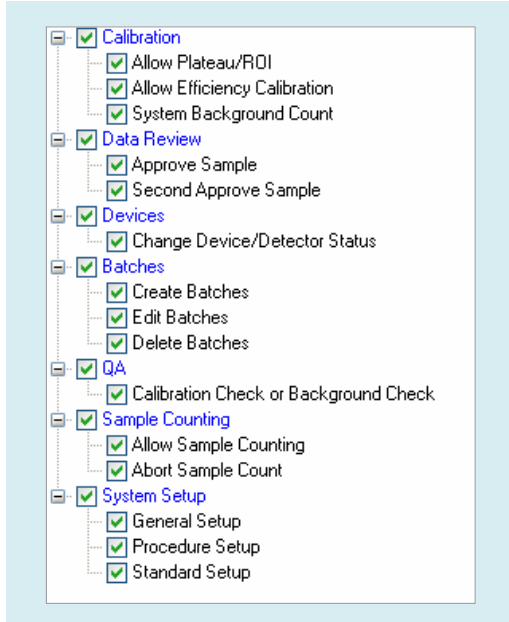 Calibration
Allow Plateau/ROI
Allow Efficiency Calibration
System Background Count
Data Review
Approve Sample
Second Approve Sample
Devices
Change Device/Detector Status
Batches
Create Batches
Edit Batches
Delete Batches
QA
Calibration Check or Background Check
Sample Counting
Allow Sample Counting
Abort Sample Count
System Setup
General Setup
Procedure Setup
Standard Setup